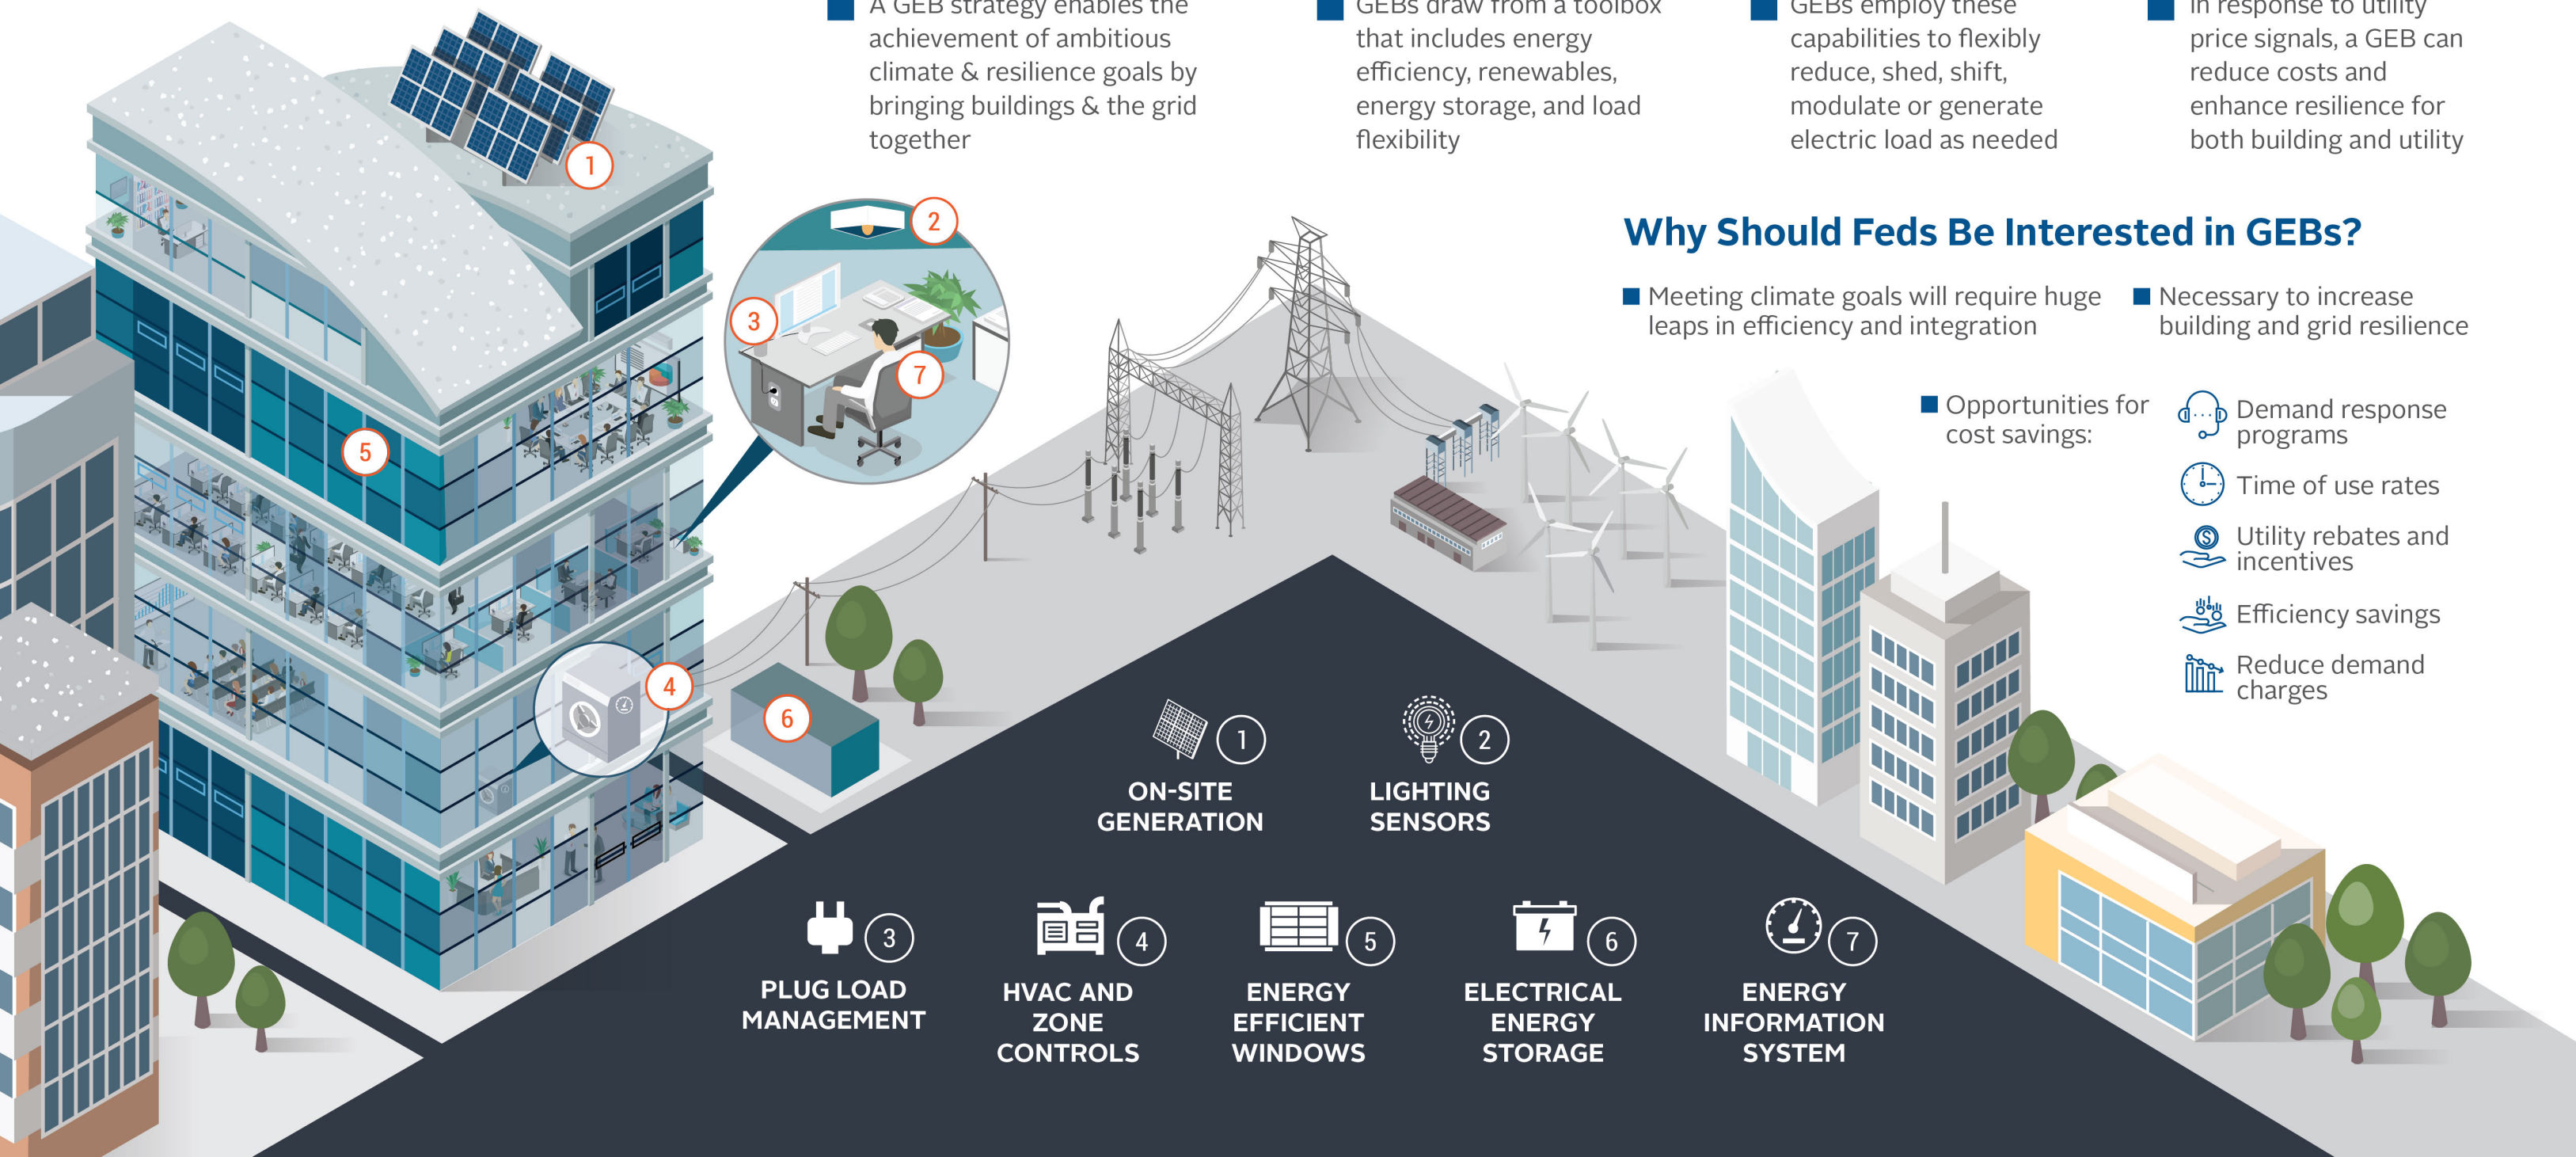 A GEB strategy enables the
achievement of ambitious
climate & resilience goals by
bringing buildings & the grid
together
GEBs draw from a toolbox
that includes energy
efficiency, renewables,
energy storage, and load
flexibility
GEBs employ these
capabilities to flexibly
reduce, shed, shift,
modulate or generate
electric load as needed
In response to utility
price signals, a GEB can
reduce costs and
enhance resilience for
both building and utility
Why Should Feds Be Interested in GEBs?
Meeting climate goals will require huge
leaps in efficiency and integration
Necessary to increase
building and grid resilience
Opportunities for
cost savings:
Demand response
programs
Time of use rates
Utility rebates and
incentives
Efficiency savings
Reduce demand
charges
1
2
3
7
5
4
6
1
ON-SITE
GENERATION
2
LIGHTING
SENSORS
3
PLUG LOAD
MANAGEMENT
4
HVAC AND
ZONE
CONTROLS
5
ENERGY
EFFICIENT
WINDOWS
6
ELECTRICAL
ENERGY
STORAGE
7
ENERGY
INFORMATION
SYSTEM